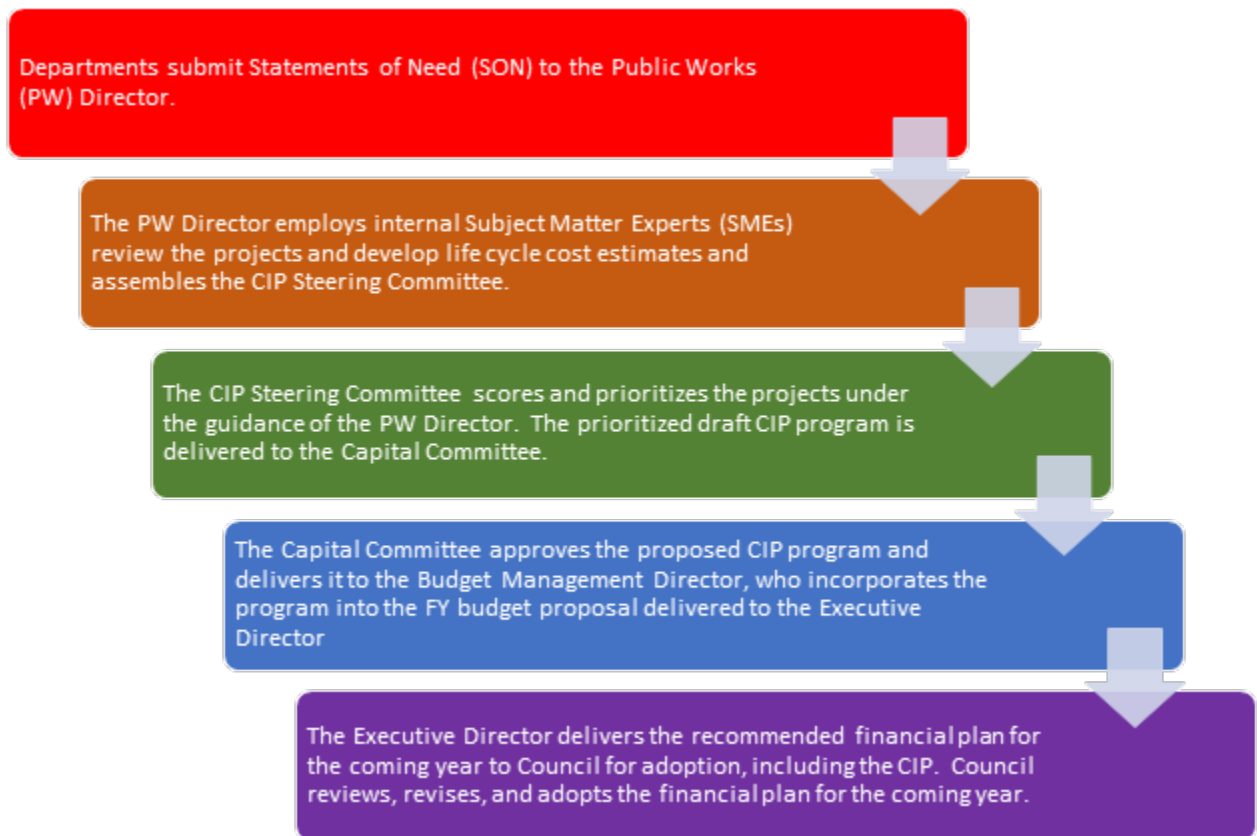 Departments submit Statements of Need (SON) to the Public Works
(PW) Director.
The PW Director employs internal Subject Matter Experts (SMEs)
review the projects and develop life cycle cost estimates and
assembles the CIP Steering Committee.
The CIP Steering Committee scores and prioritizes the projects under
the guidance of the PW Director. The prioritized draft CIP program is
delivered to the Capital Committee.
The Capital Committee approves the proposed CIP program and
delivers it to the Budget Management Director, who incorporates the
program into the FY budget proposal delivered to the Executive
Director
The Executive Director delivers the recommended financial plan for
the coming year to Council for adoption, including the CIP. Council
reviews, revises, and adopts the financial plan for the coming year.